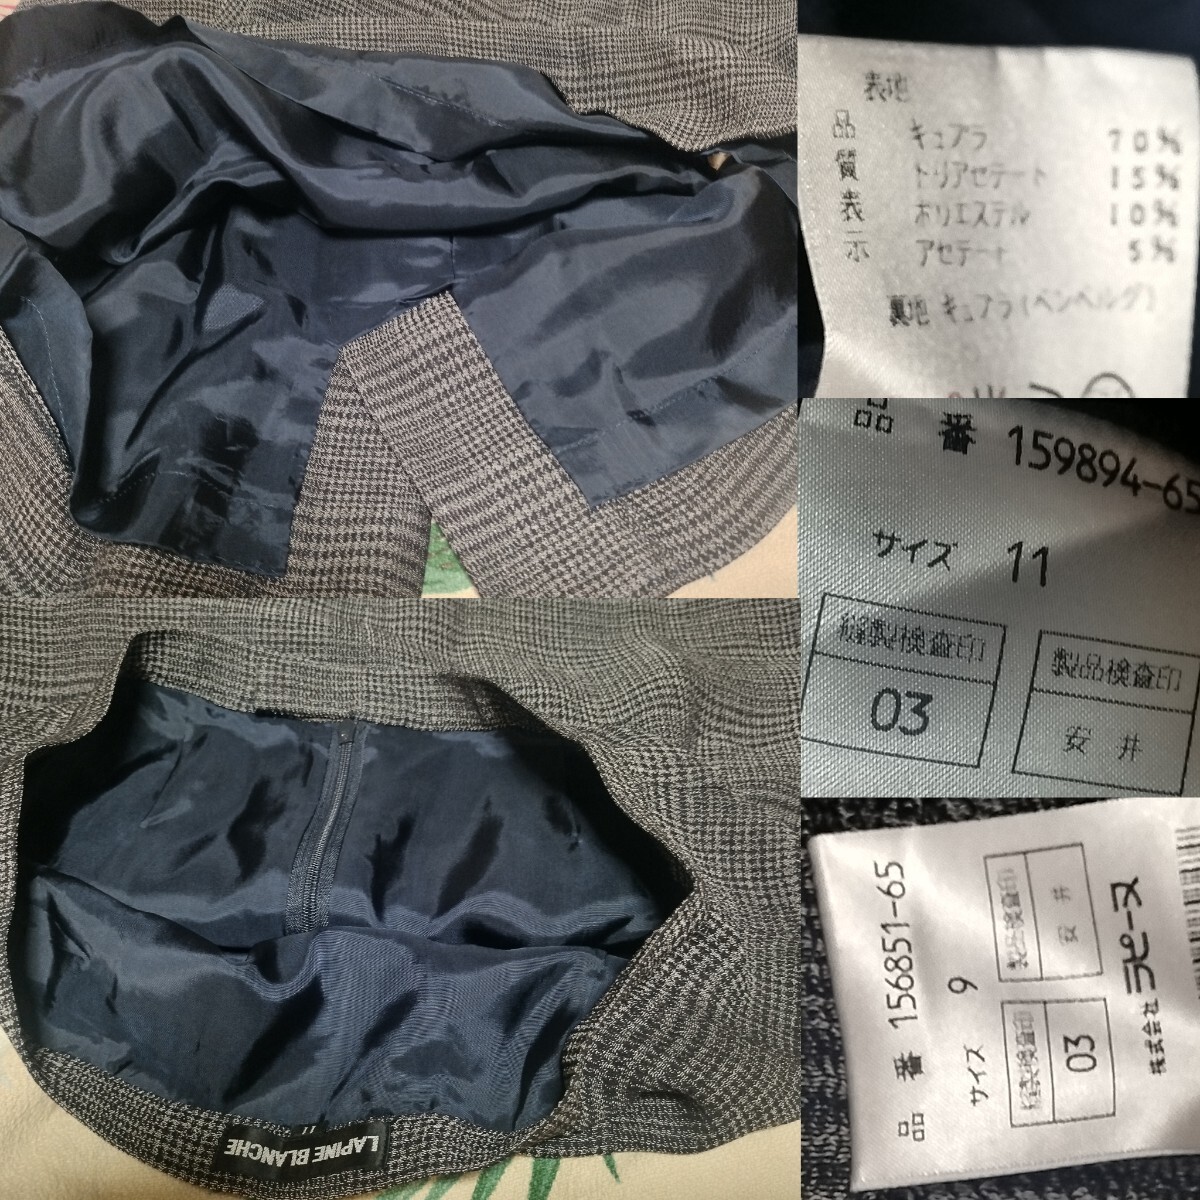 表地
品質表示
キュアラ 70%
トリアセテート 15%
ポリエステル 10%
アセテート 5%
裏地 キュアラ(ベンベルグ)
品 番 159894-65
サイズ 11
縫製検査印
03
製品検査印
安 井
品 番 156851-65
サイズ 9
縫製検査印
03
製品検査印
安 井
株式会社 ラピーヌ
LAPINE BLANCHE
11